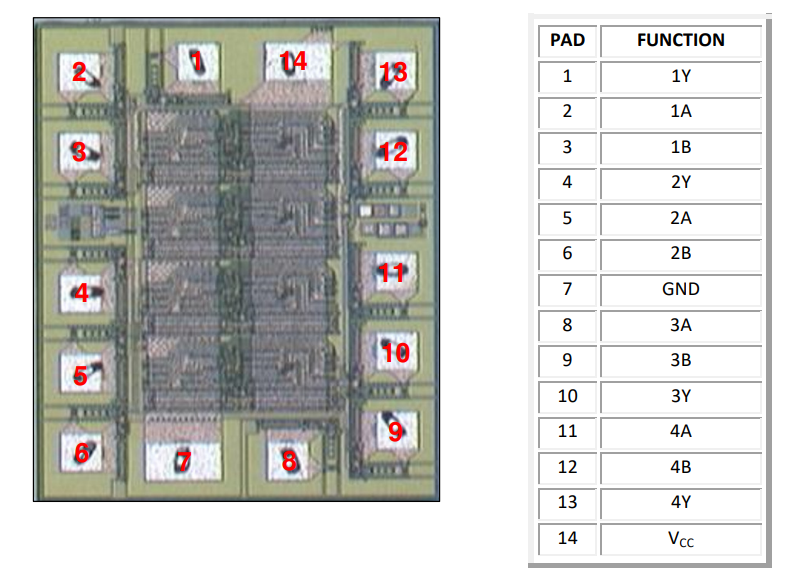 1
14
2
13
3
12
11
4
10
5
9
6
7
8
PAD FUNCTION
1 1Y
2 1A
3 1B
4 2Y
5 2A
6 2B
7 GND
8 3A
9 3B
10 3Y
11 4A
12 4B
13 4Y
14 VCC